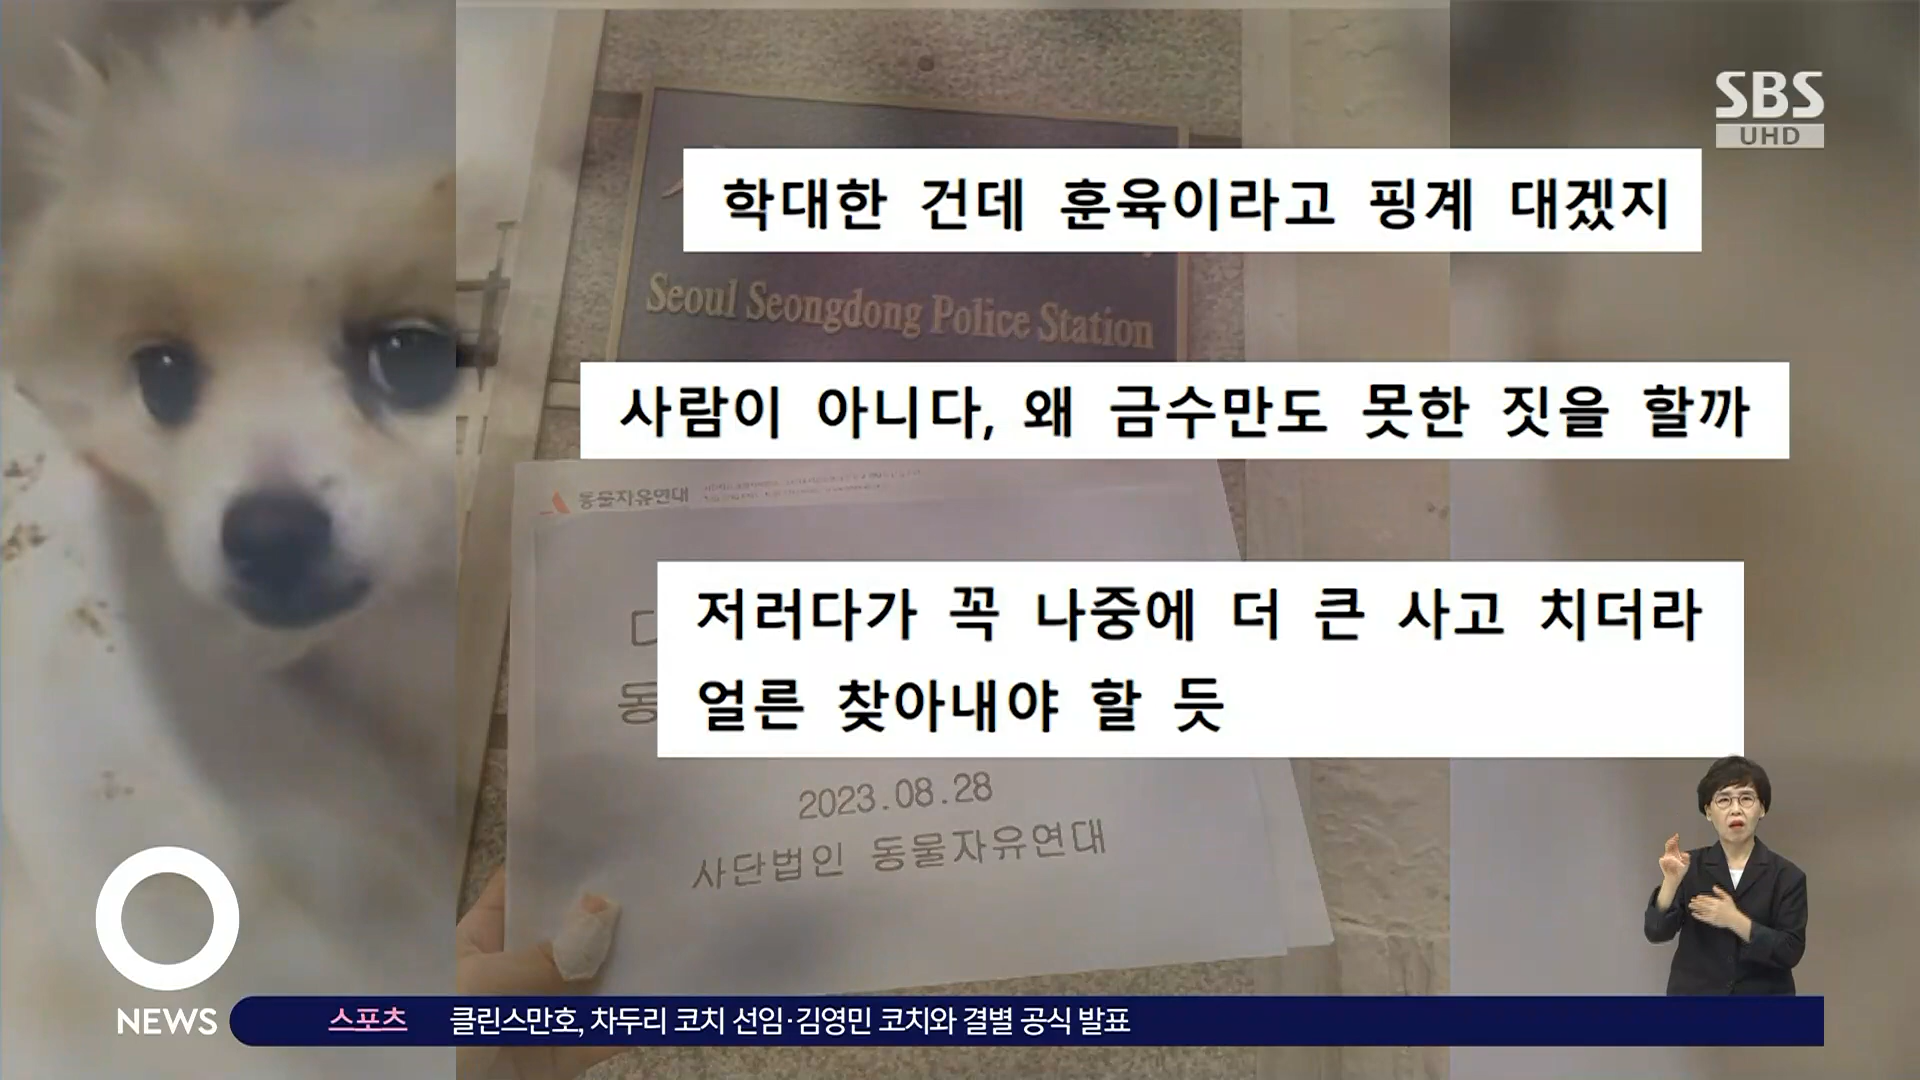 SBS
UHD
학대한 건데 훈육이라고 핑계 대겠지
Seoul Seongdong Police Station
사람이 아니다, 왜 금수만도 못한 짓을 할까
동물자유연대
저러다가 꼭 나중에 더 큰 사고 치더라
얼른 찾아내야 할 듯
2023.08.28
사단법인 동물자유연대
NEWS
스포츠 클린스만호, 차두리 코치 선임·김영민 코치와 결별 공식 발표